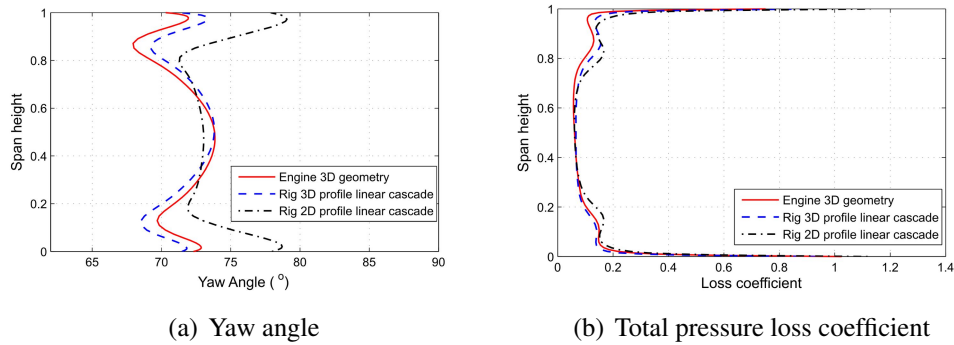 1
0.8
0.6
0.4
0.2
0
Span height
65 70 75 80 85 90
Yaw Angle ( °)
Engine 3D geometry
Rig 3D profile linear cascade
Rig 2D profile linear cascade
(a) Yaw angle
1
0.8
0.6
0.4
0.2
0
Span height
0 0.2 0.4 0.6 0.8 1 1.2 1.4
Loss coefficient
Engine 3D geometry
Rig 3D profile linear cascade
Rig 2D profile linear cascade
(b) Total pressure loss coefficient